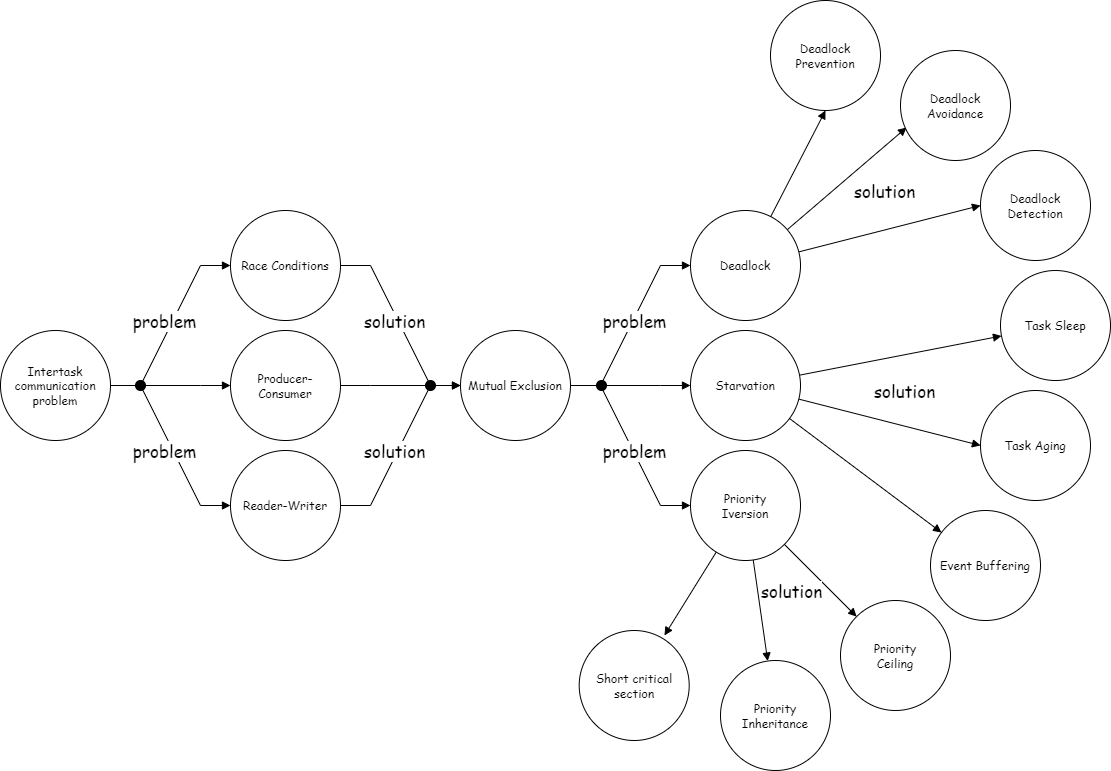 Deadlock
Prevention
Deadlock
Avoidance
solution
Deadlock
Detection
Race Conditions
Deadlock
problem
solution
problem
Task Sleep
Intertask
communication
problem
Producer-
Consumer
Mutual Exclusion
Starvation
solution
Task Aging
problem
solution
problem
Reader-Writer
Priority
Iversion
Event Buffering
solution
Short critical
section
Priority
Inheritance
Priority
Ceiling